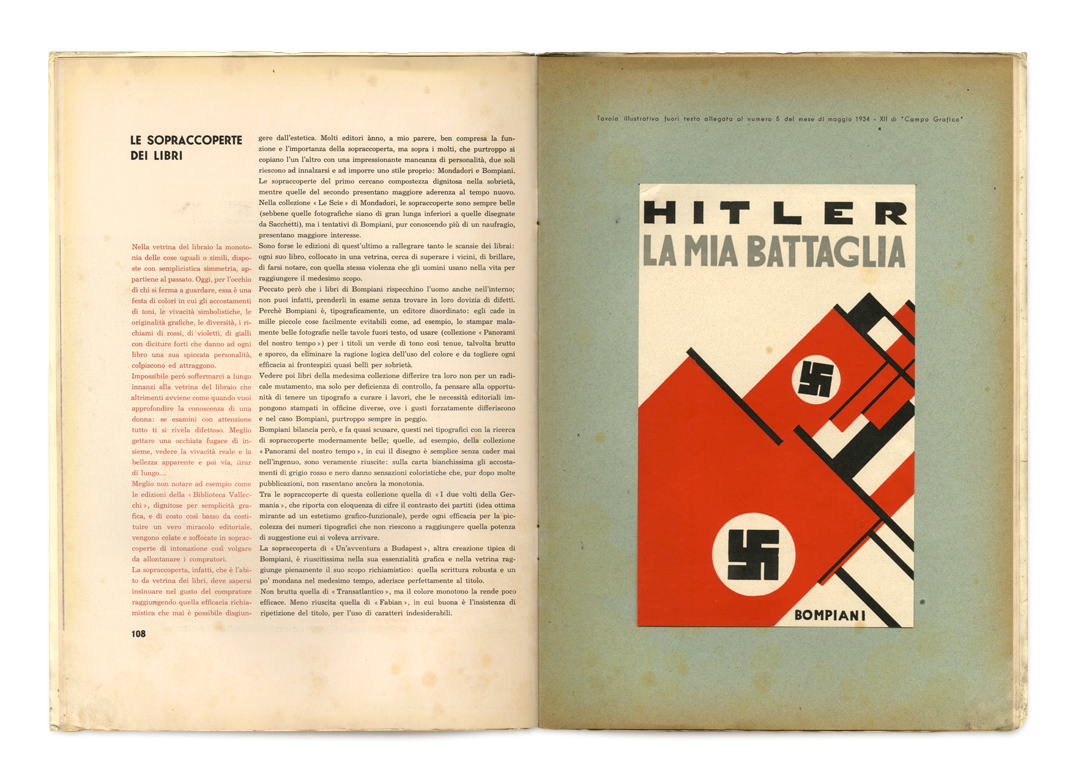 LE SOPRACCOPERTE
DEI LIBRI
Nella vetrina del libraio la monoto-
nia delle cose uguali o simili, dispo-
ste con semplicistica simmetria, ap-
partiene al passato. Oggi, per l'occhio
di chi si ferma a guardare, essa è una
festa di colori in cui gli accostamenti
di toni, le vivacità simbolistiche, le
originalità grafiche, le diversità, i ri-
chiami di rossi, di violetti, di gialli
con diciture forti che danno ad ogni
libro una sua spiccata personalità,
colpiscono ed attraggono.
Impossibile però soffermarci a lungo
innanzi alla vetrina del libraio che
altrimenti avviene come quando vuoi
approfondire la conoscenza di una
donna: se esamini con attenzione
tutto ti si rivela difettoso. Meglio
gettare una occhiata fugace di in-
sieme, vedere la vivacità reale e la
bellezza apparente e poi via, tirar
di lungo...
Meglio non notare ad esempio come
le edizioni della « Biblioteca Vallec-
chi », dignitose per semplicità gra-
fica, e di costo così basso da costi-
tuire un vero miracolo editoriale,
vengono celate e soffocate in soprac-
coperte di intonazione così volgare
da allontanare i compratori.
La sopraccoperta, infatti, che è l'abi-
to da vetrina dei libri, deve sapersi
insinuare nel gusto del compratore
raggiungendo quella efficacia richia-
mistica che mai è possibile disgiun-
gere dall'estetica. Molti editori ànno, a mio parere, ben compresa la fun-
zione e l'importanza della sopraccoperta, ma sopra i molti, che purtroppo si
copiano l'un l'altro con una impressionante mancanza di personalità, due soli
riescono ad innalzarsi e ad imporre uno stile proprio: Mondadori e Bompiani.
Le sopraccoperte del primo cercano compostezza dignitosa nella sobrietà,
mentre quelle del secondo presentano maggiore aderenza al tempo nuovo.
Nella collezione « Le Scie » di Mondadori, le sopraccoperte sono sempre belle
(sebbene quelle fotografiche siano di gran lunga inferiori a quelle disegnate
da Sacchetti), ma i tentativi di Bompiani, pur conoscendo più di un naufragio,
presentano maggiore interesse.
Sono forse le edizioni di quest'ultimo a rallegrare tanto le scansie dei librai:
ogni suo libro, collocato in una vetrina, cerca di superare i vicini, di brillare,
di farsi notare, con quella stessa violenza che gli uomini usano nella vita per
raggiungere il medesimo scopo.
Peccato però che i libri di Bompiani rispecchino l'uomo anche nell'interno;
non puoi infatti, prenderli in esame senza trovare in loro dovizia di difetti.
Perchè Bompiani è, tipograficamente, un editore disordinato: egli cade in
mille piccole cose facilmente evitabili come, ad esempio, lo stampar mala-
mente belle fotografie nelle tavole fuori testo, od usare (collezione « Panorami
del nostro tempo ») per i titoli un verde di tono così tenue, talvolta brutto
e sporco, da eliminare la ragione logica dell'uso del colore e da togliere ogni
efficacia ai frontespizi quasi belli per sobrietà.
Vedere poi libri della medesima collezione differire tra loro non per un radi-
cale mutamento, ma solo per deficienza di controllo, fa pensare alla opportu-
nità di tenere un tipografo a curare i lavori, che le necessità editoriali im-
pongono stampati in officine diverse, ove i gusti forzatamente differiscono
e nel caso Bompiani, purtroppo sempre in peggio.
Bompiani bilancia però, e fa quasi scusare, questi nei tipografici con la ricerca
di sopraccoperte modernamente belle; quelle, ad esempio, della collezione
« Panorami del nostro tempo », in cui il disegno è semplice senza cader mai
nell'ingenuo, sono veramente riuscite: sulla carta bianchissima gli accosta-
menti di grigio rosso e nero danno sensazioni coloristiche che, pur dopo molte
pubblicazioni, non rasentano ancòra la monotonia.
Tra le sopraccoperte di questa collezione quella di « I due volti della Ger-
mania », che riporta con eloquenza di cifre il contrasto dei partiti (idea ottima
mirante ad un estetismo grafico-funzionale), perde ogni efficacia per la pic-
colezza dei numeri tipografici che non riescono a raggiungere quella potenza
di suggestione cui si voleva arrivare.
La sopraccoperta di « Un'avventura a Budapest », altra creazione tipica di
Bompiani, è riuscitissima nella sua essenzialità grafica e nella vetrina rag-
giunge pienamente il suo scopo richiamistico: quella scrittura robusta e un
po' mondana nel medesimo tempo, aderisce perfettamente al titolo.
Non brutta quella di « Transatlantico », ma il colore monotono la rende poco
efficace. Meno riuscita quella di « Fabian », in cui buona è l'insistenza di
ripetizione del titolo, per l'uso di caratteri indesiderabili.
108
Tavola illustrativa fuori testo allegata al numero 5 del mese di maggio 1934 - XII di "Campo Grafico"
HITLER
LA MIA BATTAGLIA
BOMPIANI